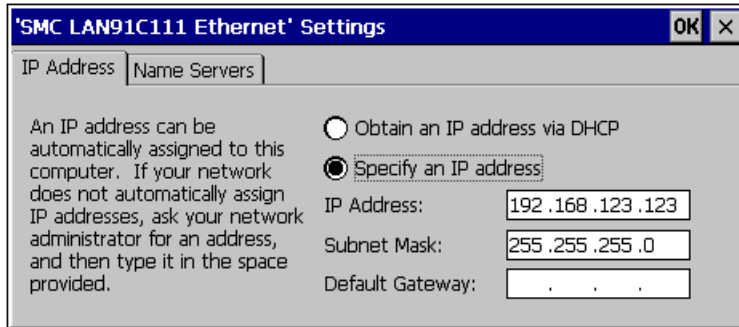 'SMC LAN91C111 Ethernet' Settings OK ×
IP Address Name Servers
An IP address can be
automatically assigned to this
computer. If your network
does not automatically assign
IP addresses, ask your network
administrator for an address,
and then type it in the space
provided.
Obtain an IP address via DHCP
Specify an IP address
IP Address: 192 .168 .123 .123
Subnet Mask: 255 .255 .255 .0
Default Gateway: . . .